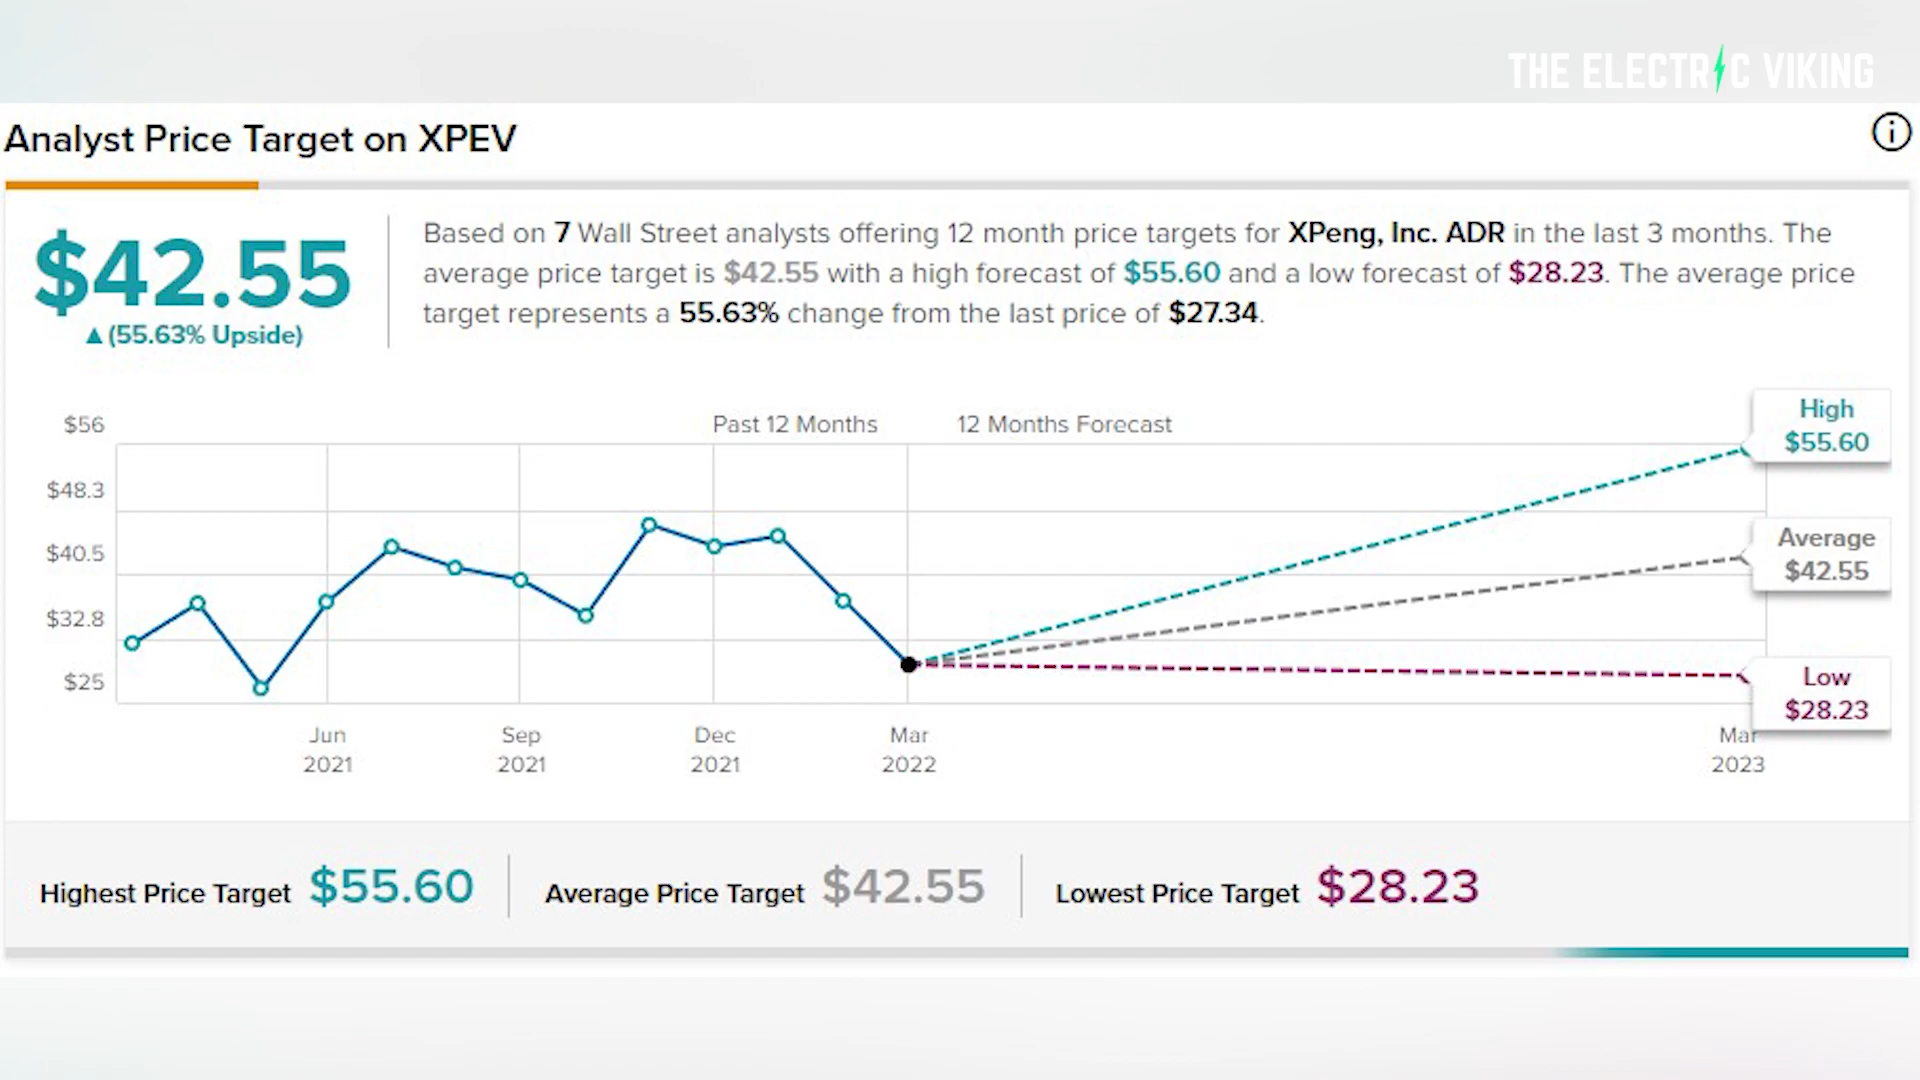 THE ELECTRIC VIKING
Analyst Price Target on XPEV
$42.55
▲(55.63% Upside)
Based on 7 Wall Street analysts offering 12 month price targets for XPeng, Inc. ADR in the last 3 months. The
average price target is $42.55 with a high forecast of $55.60 and a low forecast of $28.23. The average price
target represents a 55.63% change from the last price of $27.34.
Past 12 Months
12 Months Forecast
$56
$48.3
$40.5
$32.8
$25
High
$55.60
Average
$42.55
Low
$28.23
Jun
2021
Sep
2021
Dec
2021
Mar
2022
Mar
2023
Highest Price Target $55.60
Average Price Target $42.55
Lowest Price Target $28.23